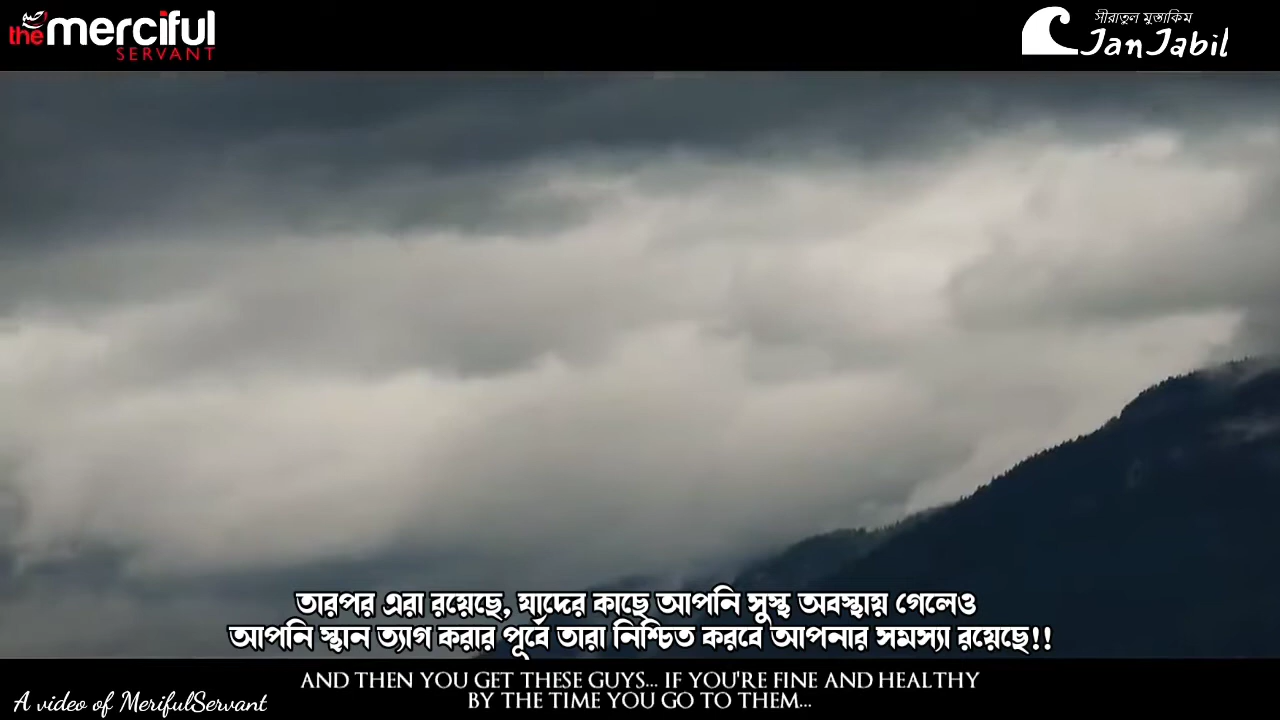 the merciful
SERVANT
সীরাতুল মুস্তাকিম
JanJabil
তারপর এরা রয়েছে, যাদের কাছে আপনি সুস্থ অবস্থায় গেলেও
আপনি স্থান ত্যাগ করার পূর্বে তারা নিশ্চিত করবে আপনার সমস্যা রয়েছে!!
AND THEN YOU GET THESE GUYS... IF YOU'RE FINE AND HEALTHY
BY THE TIME YOU GO TO THEM...
A video of MerifulServant